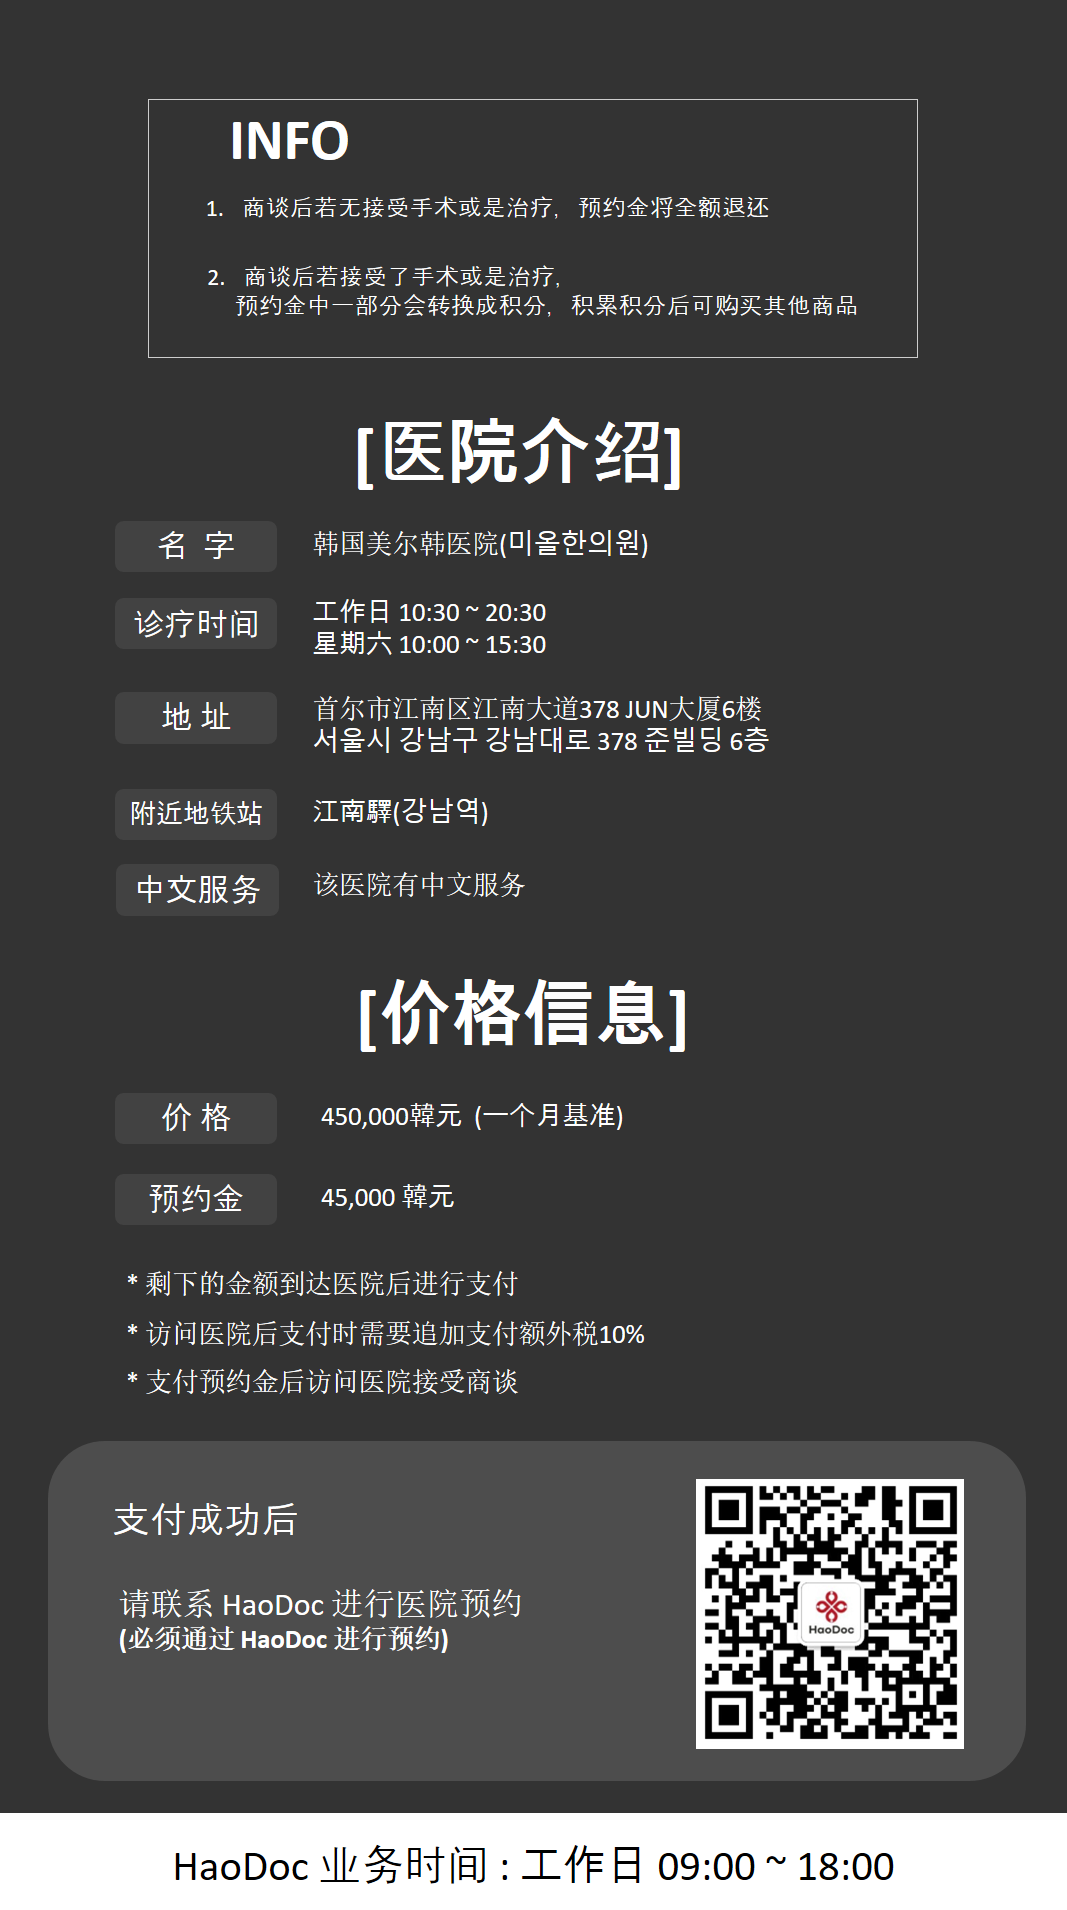 INFO
1. 商谈后若无接受手术或是治疗, 预约金将全额退还
2. 商谈后若接受了手术或是治疗,
预约金中一部分会转换成积分, 积累积分后可购买其他商品
[医院介绍]
名 字
韩国美尔韩医院(미올한의원)
诊疗时间
工作日 10:30 ~ 20:30
星期六 10:00 ~ 15:30
地 址
首尔市江南区江南大道378 JUN大厦6楼
서울시 강남구 강남대로 378 준빌딩 6층
附近地铁站
江南驛(강남역)
中文服务
该医院有中文服务
[价格信息]
价 格
450,000韓元 (一个月基准)
预约金
45,000 韓元
* 剩下的金额到达医院后进行支付
* 访问医院后支付时需要追加支付额外税10%
* 支付预约金后访问医院接受商谈
支付成功后
请联系 HaoDoc 进行医院预约
(必须通过 HaoDoc 进行预约)
HaoDoc
HaoDoc 业务时间 : 工作日 09:00 ~ 18:00